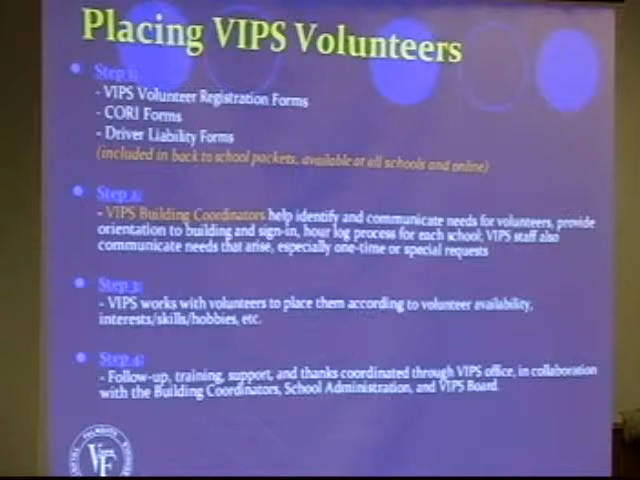 Placing VIPS Volunteers
Step 1:
- VIPS Volunteer Registration Forms
- CORI Forms
- Driver Liability Forms
(included in back to school packets, available at all schools and online)
Step 2:
- VIPS Building Coordinators help identify and communicate needs for volunteers, provide
orientation to building and sign-in, hour log process for each school; VIPS staff also
communicate needs that arise, especially one-time or special requests
Step 3:
- VIPS works with volunteers to place them according to volunteer availability,
interests/skills/hobbies, etc.
Step 4:
- Follow-up, training, support, and thanks coordinated through VIPS office, in collaboration
with the Building Coordinators, School Administration, and VIPS Board.